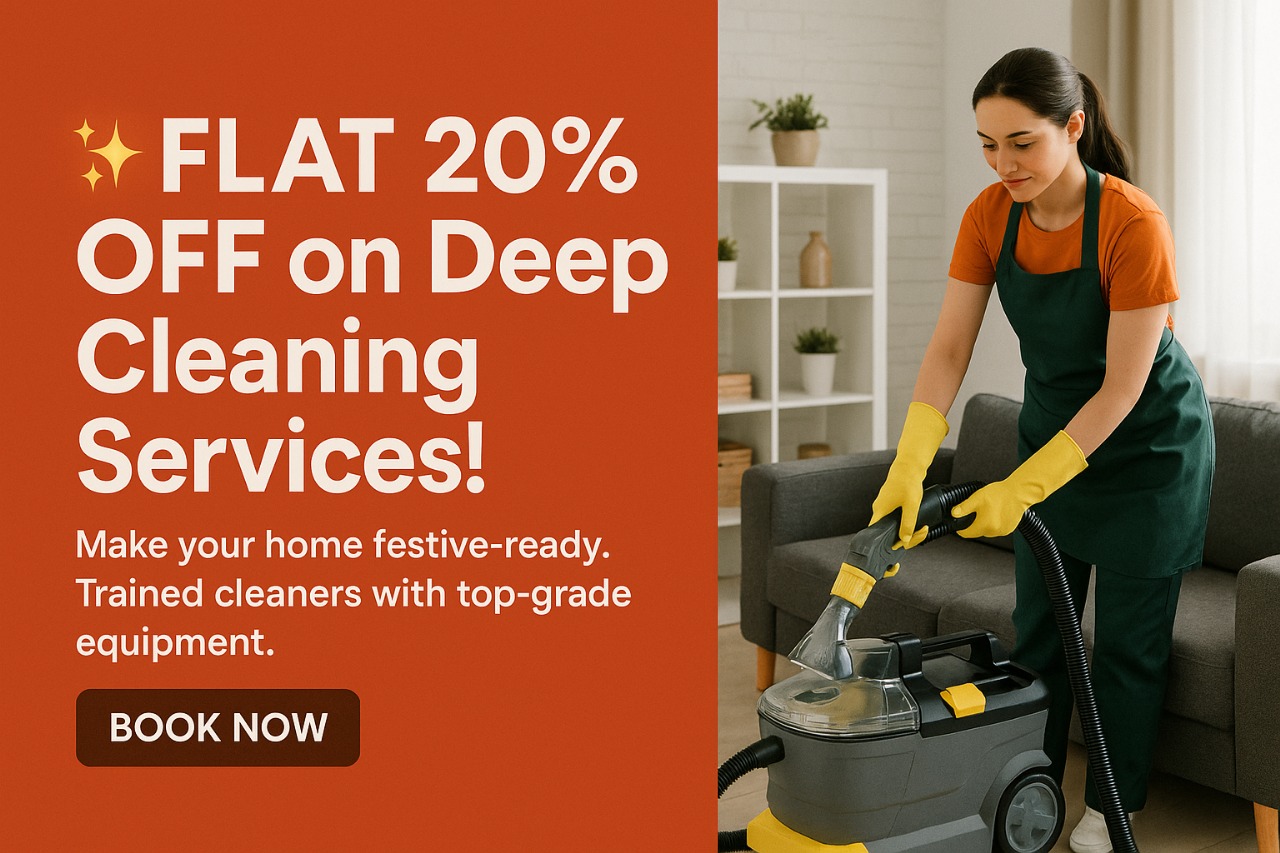 ✨FLAT 20%
OFF on Deep
Cleaning
Services!
Make your home festive-ready.
Trained cleaners with top-grade
equipment.
BOOK NOW